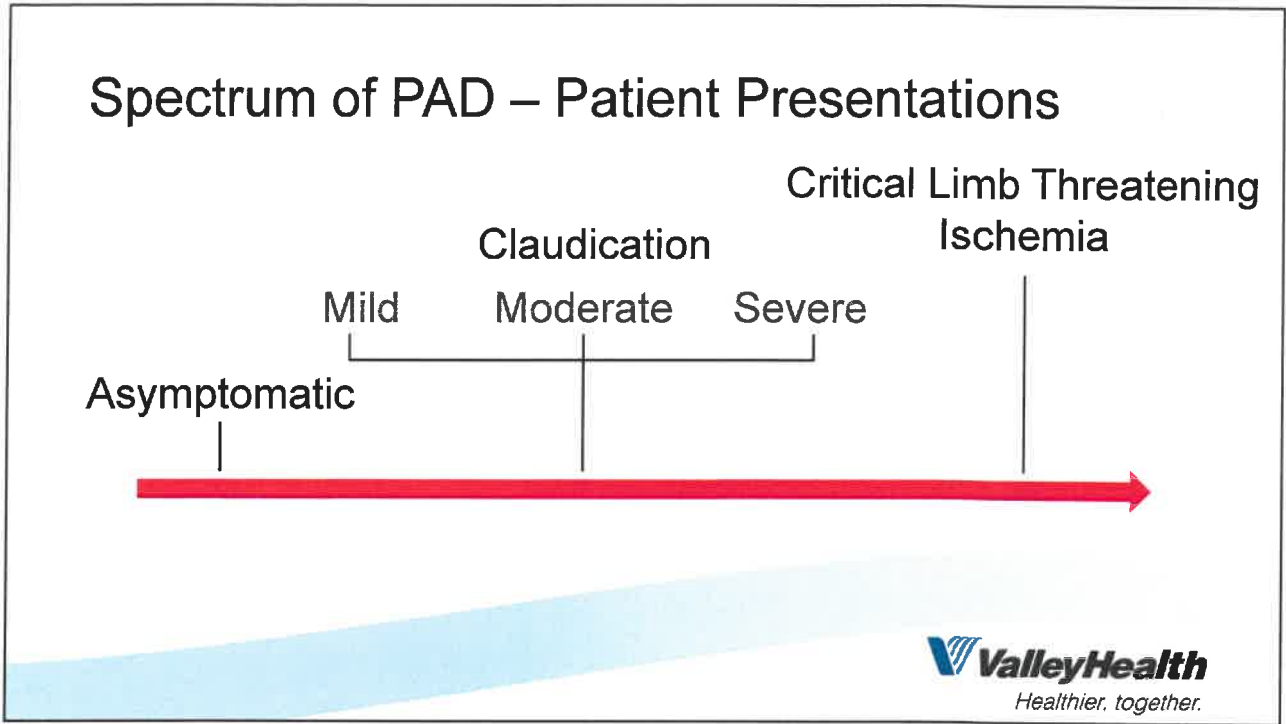 Spectrum of PAD – Patient Presentations
Critical Limb Threatening
Ischemia
Claudication
Mild Moderate Severe
Asymptomatic
ValleyHealth
Healthier, together.